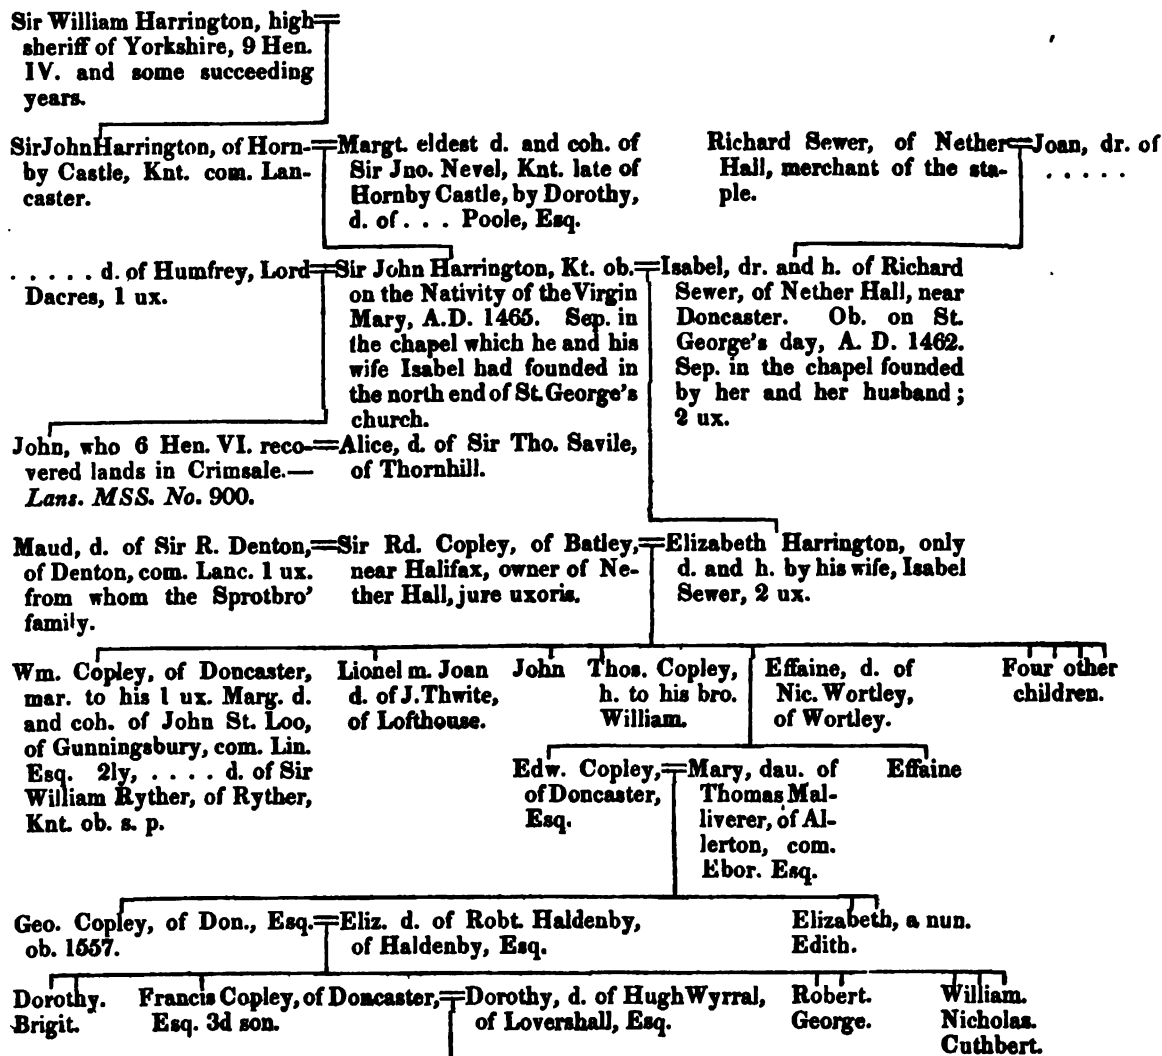 Sir William Harrington, high
sheriff of Yorkshire, 9 Hen.
IV. and some succeeding
years.
Sir John Harrington, of Horn-
by Castle, Knt. com. Lan-
caster.
Margt. eldest d. and coh. of
Sir Jno. Nevel, Knt. late of
Hornby Castle, by Dorothy,
d. of . . . Poole, Esq.
Richard Sewer, of Nether
Hall, merchant of the sta-
ple.
Joan, dr. of
. . . . .
. . . . . d. of Humfrey, Lord
Dacres, 1 ux.
Sir John Harrington, Kt. ob.
on the Nativity of the Virgin
Mary, A.D. 1465. Sep. in
the chapel which he and his
wife Isabel had founded in
the north end of St. George's
church.
Isabel, dr. and h. of Richard
Sewer, of Nether Hall, near
Doncaster. Ob. on St.
George's day, A. D. 1462.
Sep. in the chapel founded
by her and her husband;
2 ux.
John, who 6 Hen. VI. reco-
vered lands in Crimsale.—
Lans. MSS. No. 900.
Alice, d. of Sir Tho. Savile,
of Thornhill.
Maud, d. of Sir R. Denton,
of Denton, com. Lanc. 1 ux.
from whom the Sprotbro'
family.
Sir Rd. Copley, of Batley,
near Halifax, owner of Ne-
ther Hall, jure uxoris.
Elizabeth Harrington, only
d. and h. by his wife, Isabel
Sewer, 2 ux.
Wm. Copley, of Doncaster,
mar. to his 1 ux. Marg. d.
and coh. of John St. Loo,
of Gunningsbury, com. Lin.
Esq. 2ly, . . . . d. of Sir
William Ryther, of Ryther,
Knt. ob. s. p.
Lionel m. Joan
d. of J. Thwite,
of Lofthouse.
John
Thos. Copley,
h. to his bro.
William.
Effaine, d. of
Nic. Wortley,
of Wortley.
Four other
children.
Edw. Copley,
of Doncaster,
Esq.
Mary, dau. of
Thomas Mal-
liverer, of Al-
lerton, com.
Ebor. Esq.
Effaine
Geo. Copley, of Don., Esq.
ob. 1557.
Eliz. d. of Robt. Haldenby,
of Haldenby, Esq.
Elizabeth, a nun.
Edith.
Dorothy.
Brigit.
Francis Copley, of Doncaster,
Esq. 3d son.
Dorothy, d. of Hugh Wyrral,
of Lovershall, Esq.
Robert.
George.
William.
Nicholas.
Cuthbert.